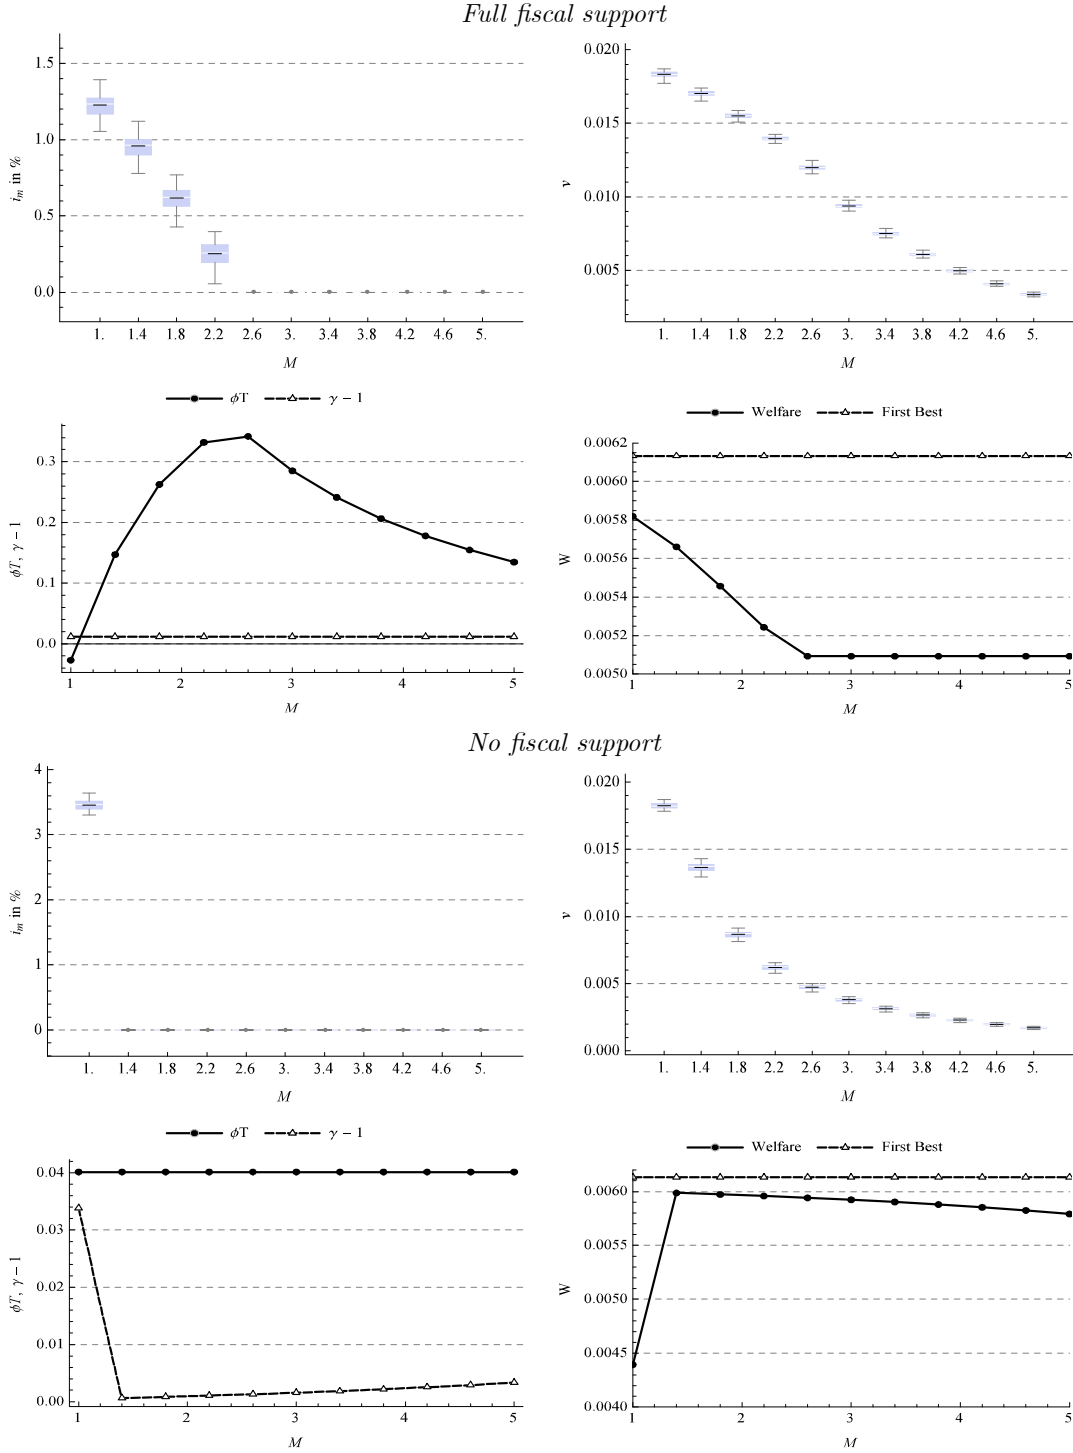 Full fiscal support
1.5
1.0
0.5
0.0
i_m in %
1. 1.4 1.8 2.2 2.6 3. 3.4 3.8 4.2 4.6 5.
M
0.020
0.015
0.010
0.005
v
1. 1.4 1.8 2.2 2.6 3. 3.4 3.8 4.2 4.6 5.
M
ϕT γ − 1
0.3
0.2
0.1
0.0
ϕT, γ − 1
1 2 3 4 5
M
Welfare First Best
0.0062
0.0060
0.0058
0.0056
0.0054
0.0052
0.0050
W
1 2 3 4 5
M
No fiscal support
4
3
2
1
0
i_m in %
1. 1.4 1.8 2.2 2.6 3. 3.4 3.8 4.2 4.6 5.
M
0.020
0.015
0.010
0.005
0.000
v
1. 1.4 1.8 2.2 2.6 3. 3.4 3.8 4.2 4.6 5.
M
ϕT γ − 1
0.04
0.03
0.02
0.01
0.00
ϕT, γ − 1
1 2 3 4 5
M
Welfare First Best
0.0060
0.0055
0.0050
0.0045
0.0040
W
1 2 3 4 5
M